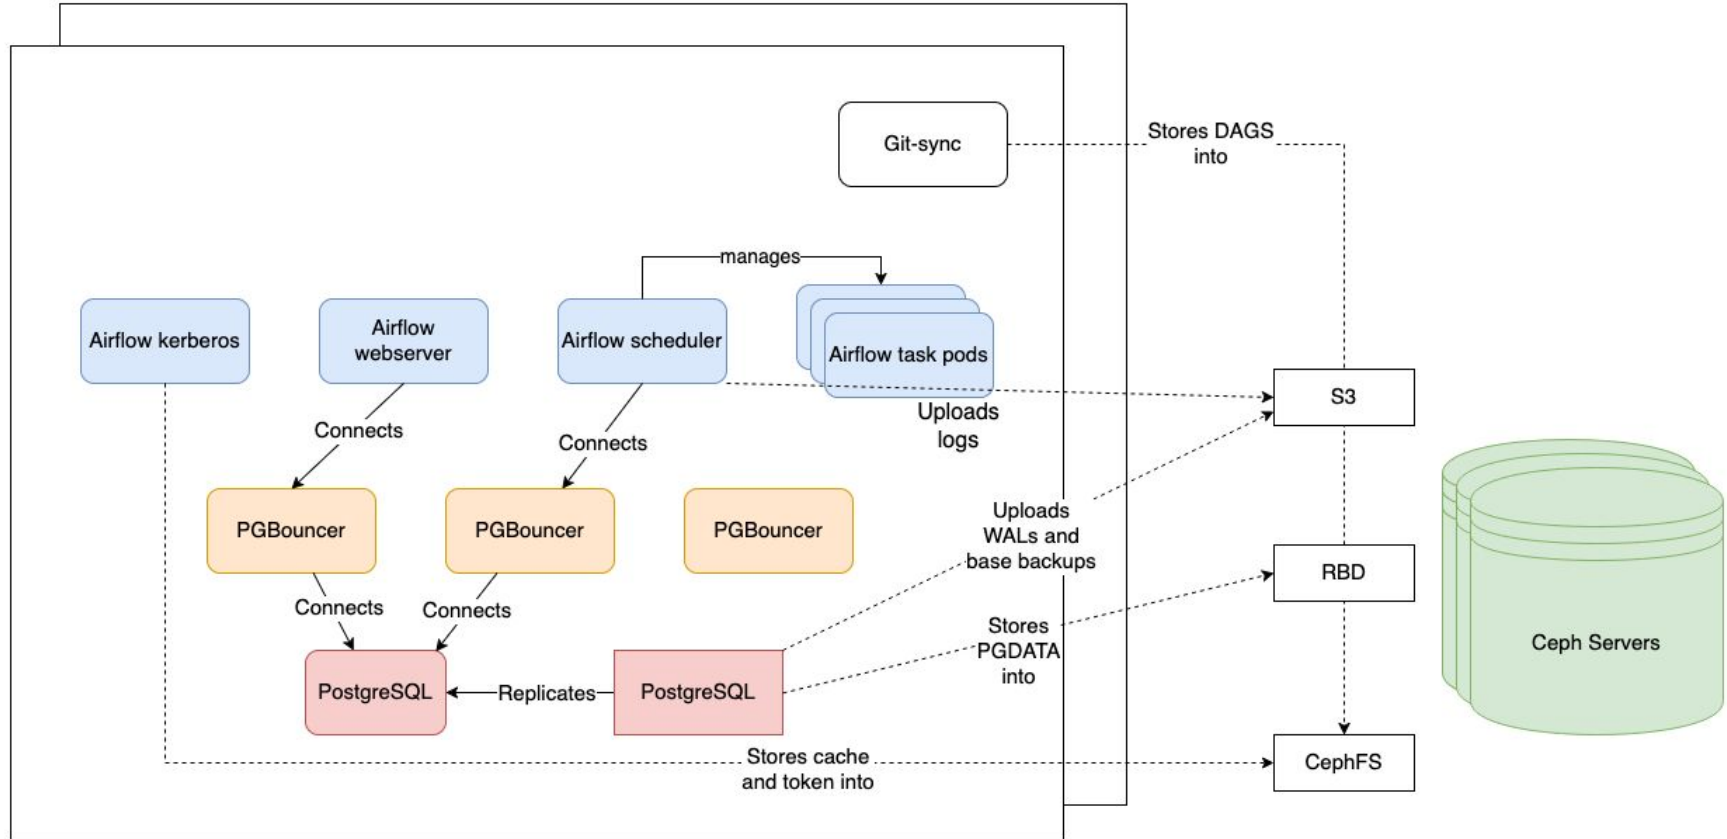 Git-sync
Stores DAGS
into
manages
Airflow kerberos
Airflow
webserver
Airflow scheduler
Airflow task pods
Uploads
logs
S3
Connects
Connects
PGBouncer
PGBouncer
PGBouncer
Uploads
WALs and
base backups
RBD
Connects
Connects
Stores
PGDATA
into
Ceph Servers
PostgreSQL
Replicates
PostgreSQL
Stores cache
and token into
CephFS